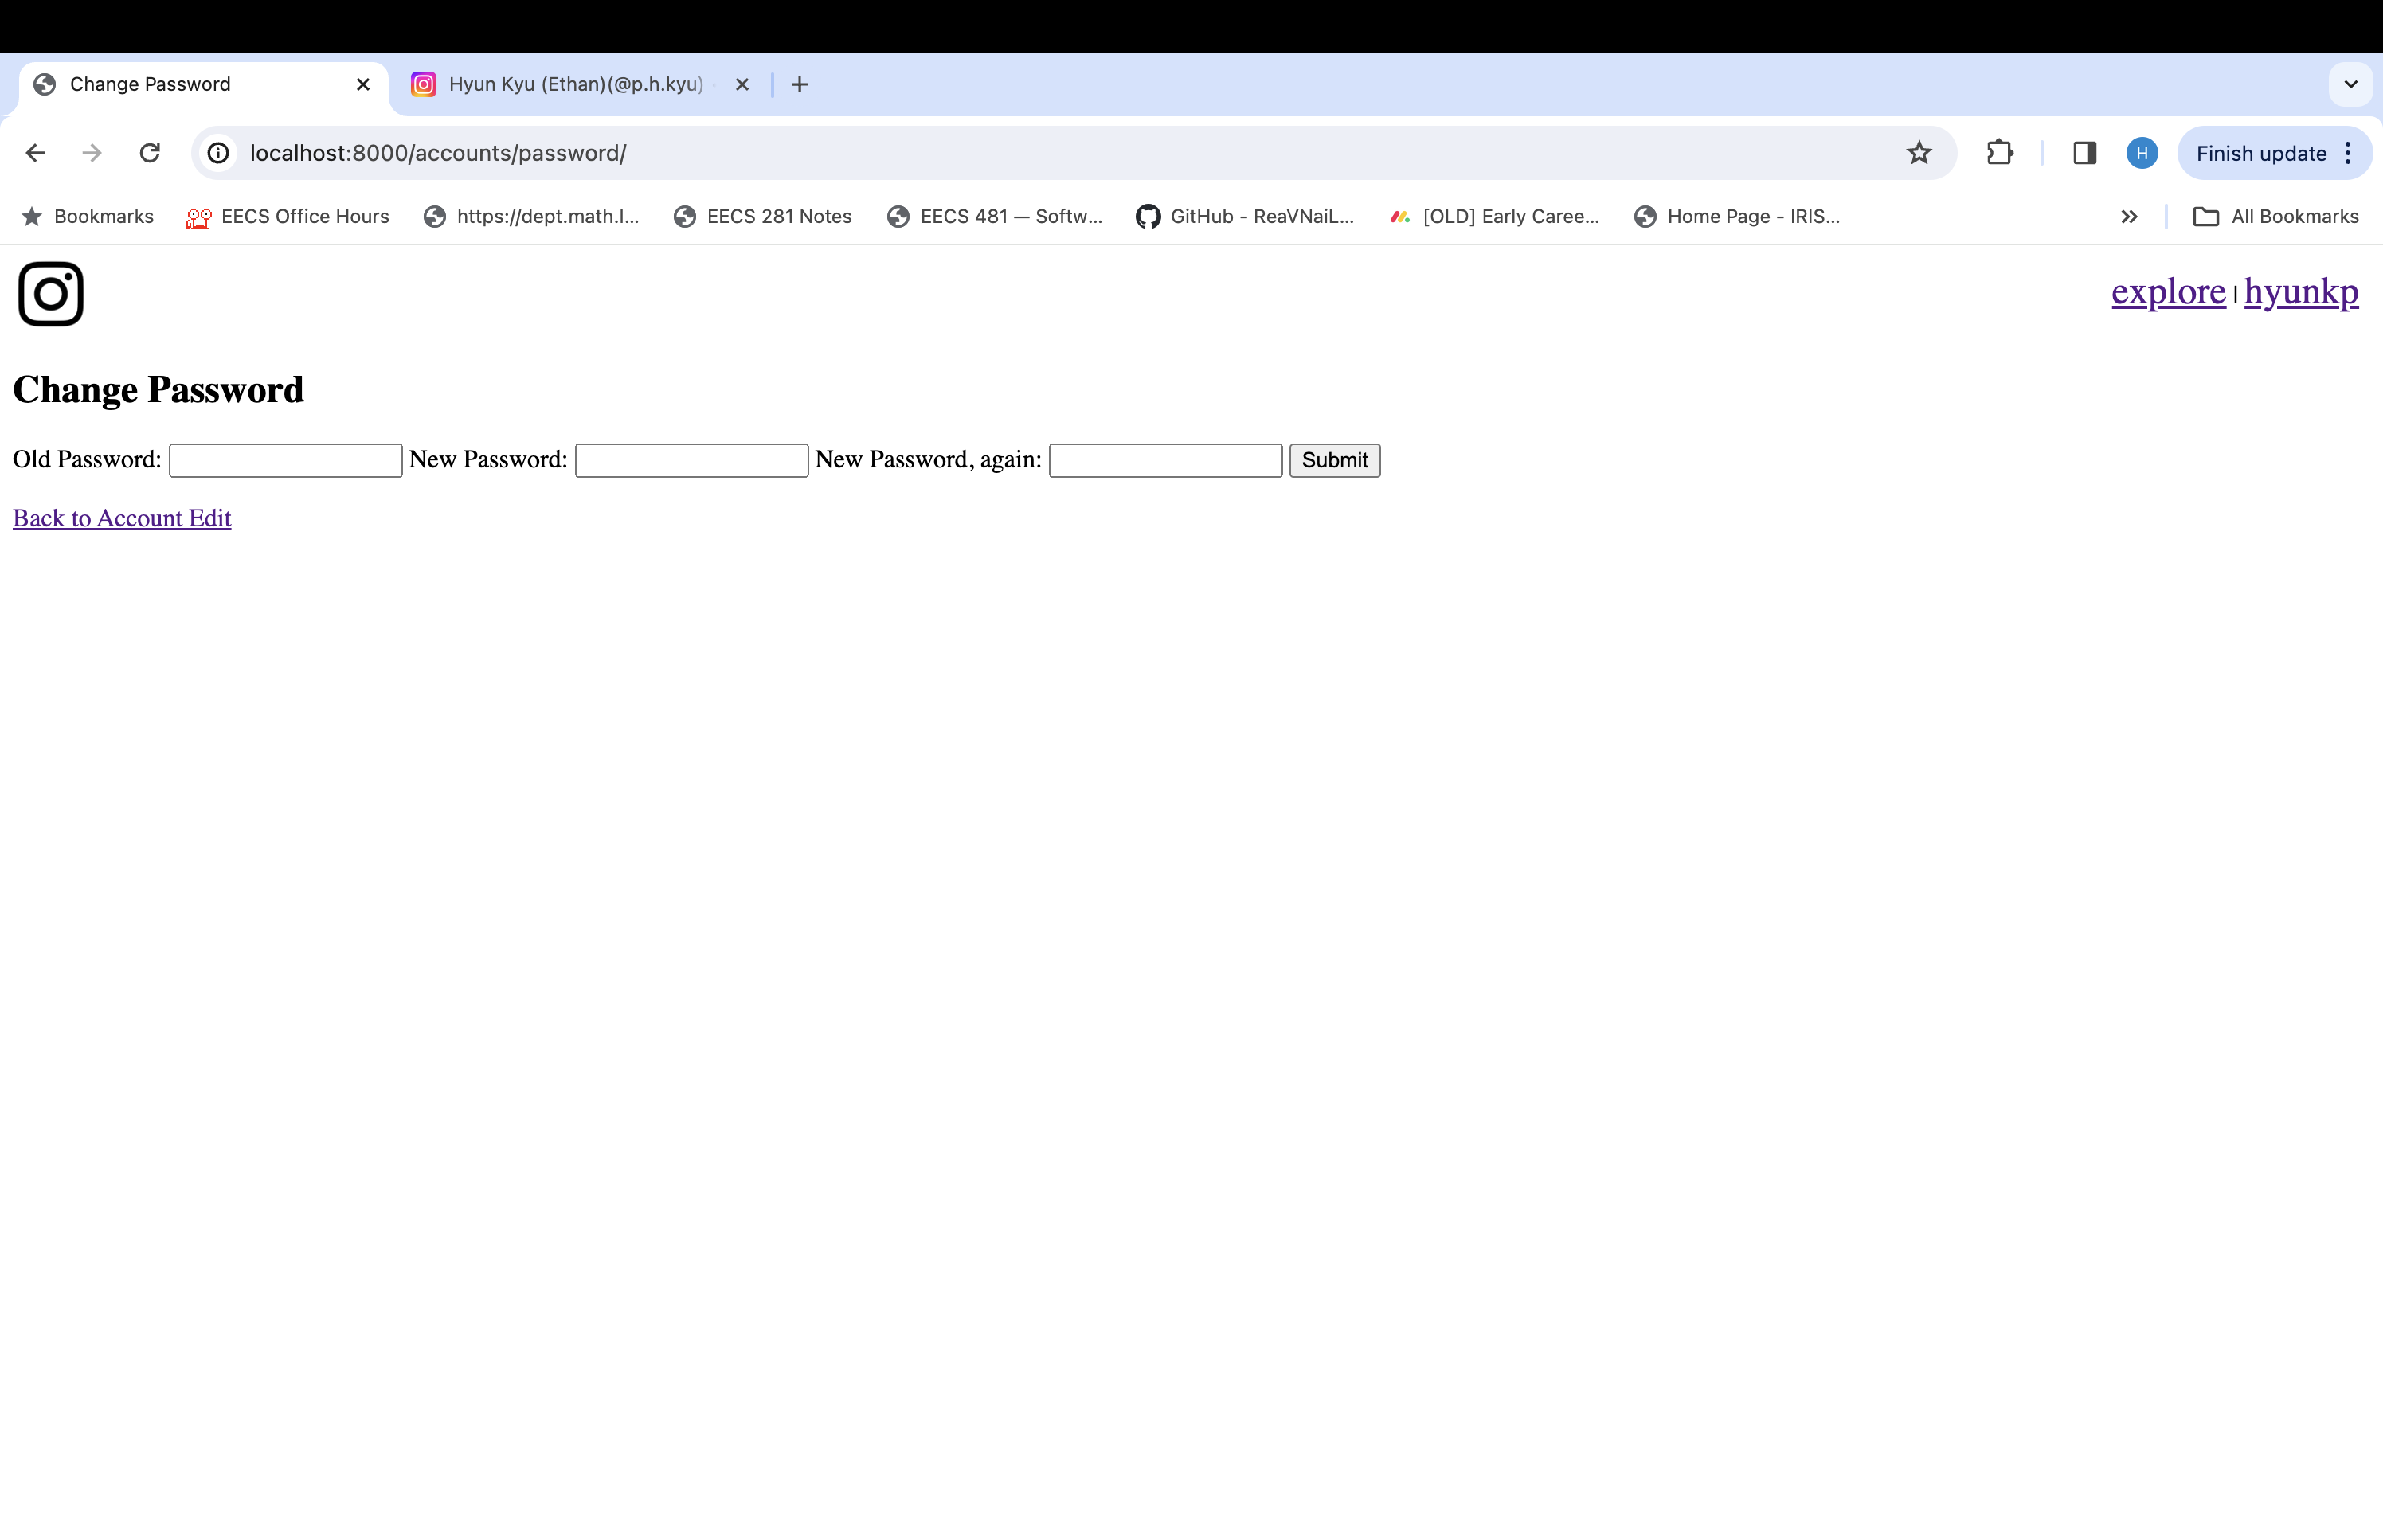 Change Password Hyun Kyu (Ethan)(@p.h.kyu)
localhost:8000/accounts/password/ H Finish update
Bookmarks EECS Office Hours https://dept.math.l... EECS 281 Notes EECS 481 — Softw... GitHub - ReaVNaiL... [OLD] Early Caree... Home Page - IRIS... All Bookmarks
explore | hyunkp
Change Password
Old Password: New Password: New Password, again: Submit
Back to Account Edit